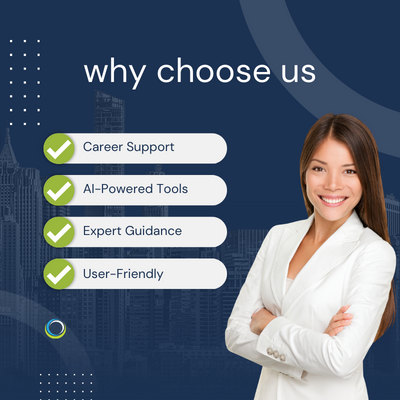 why choose us
Career Support
AI-Powered Tools
Expert Guidance
User-Friendly